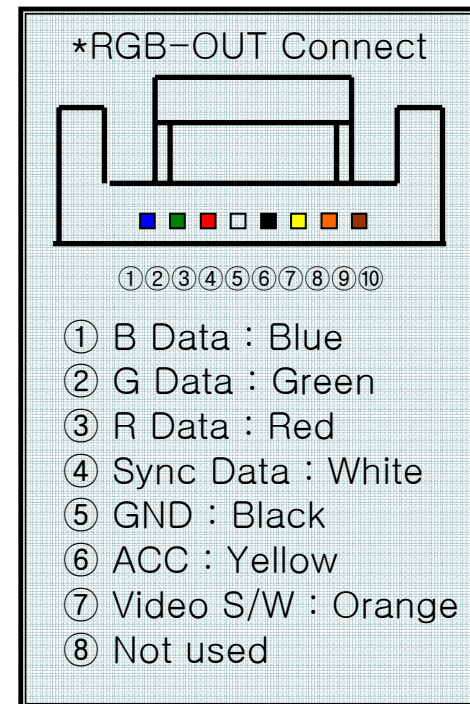 *RGB-OUT Connect
①②③④⑤⑥⑦⑧⑨⑩
① B Data : Blue
② G Data : Green
③ R Data : Red
④ Sync Data : White
⑤ GND : Black
⑥ ACC : Yellow
⑦ Video S/W : Orange
⑧ Not used